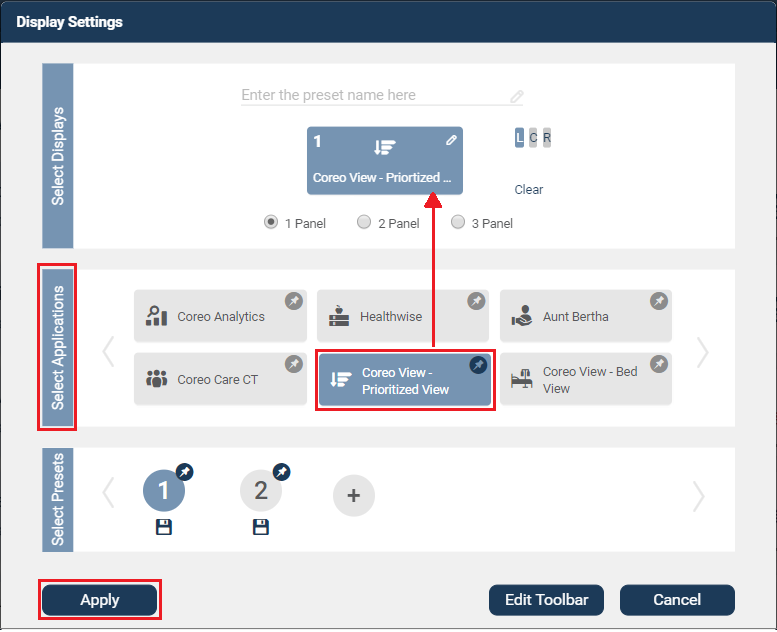 Display Settings
Select Displays
Enter the preset name here
1
Coreo View - Priortized ...
L C R
Clear
1 Panel
2 Panel
3 Panel
Select Applications
Coreo Analytics
Healthwise
Aunt Bertha
Coreo Care CT
Coreo View -
Prioritized View
Coreo View - Bed
View
Select Presets
1
2
+
Apply
Edit Toolbar
Cancel